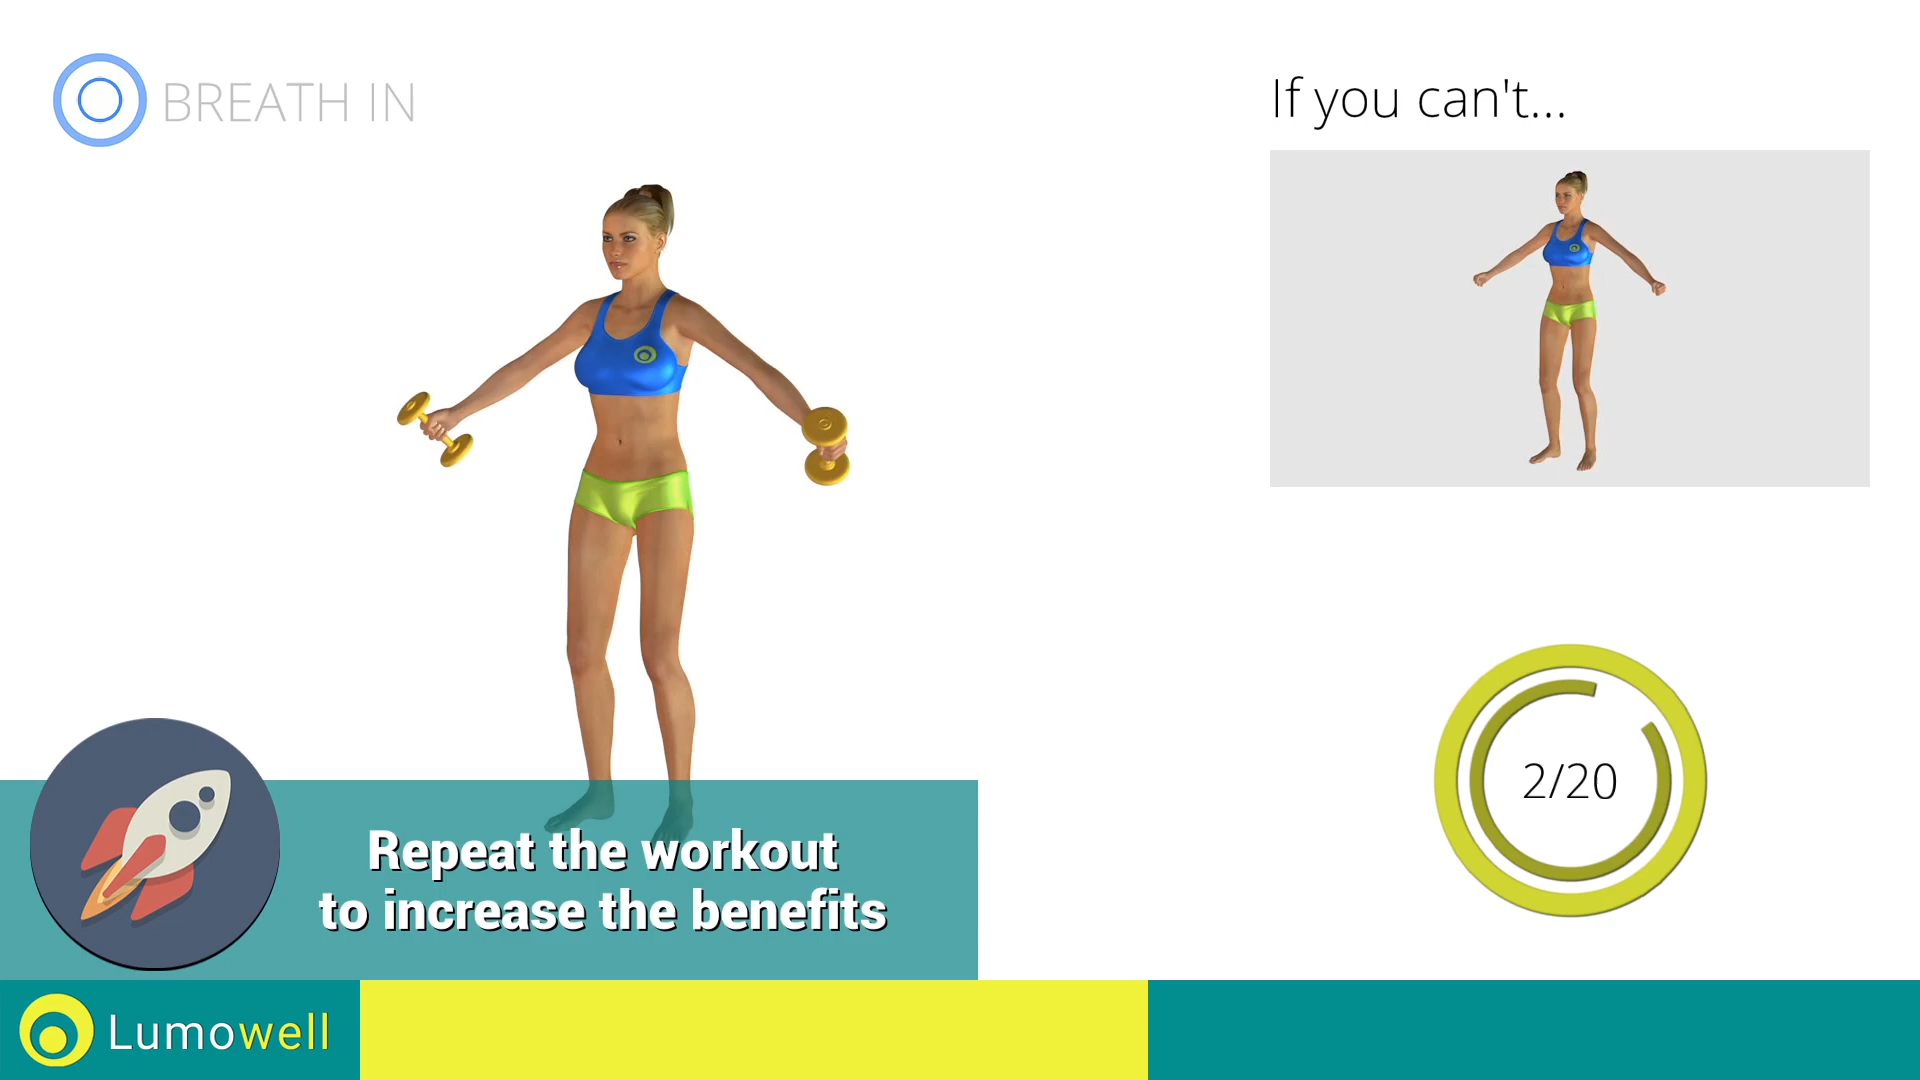 BREATH IN
If you can't...
2/20
Repeat the workout
to increase the benefits
Lumowell